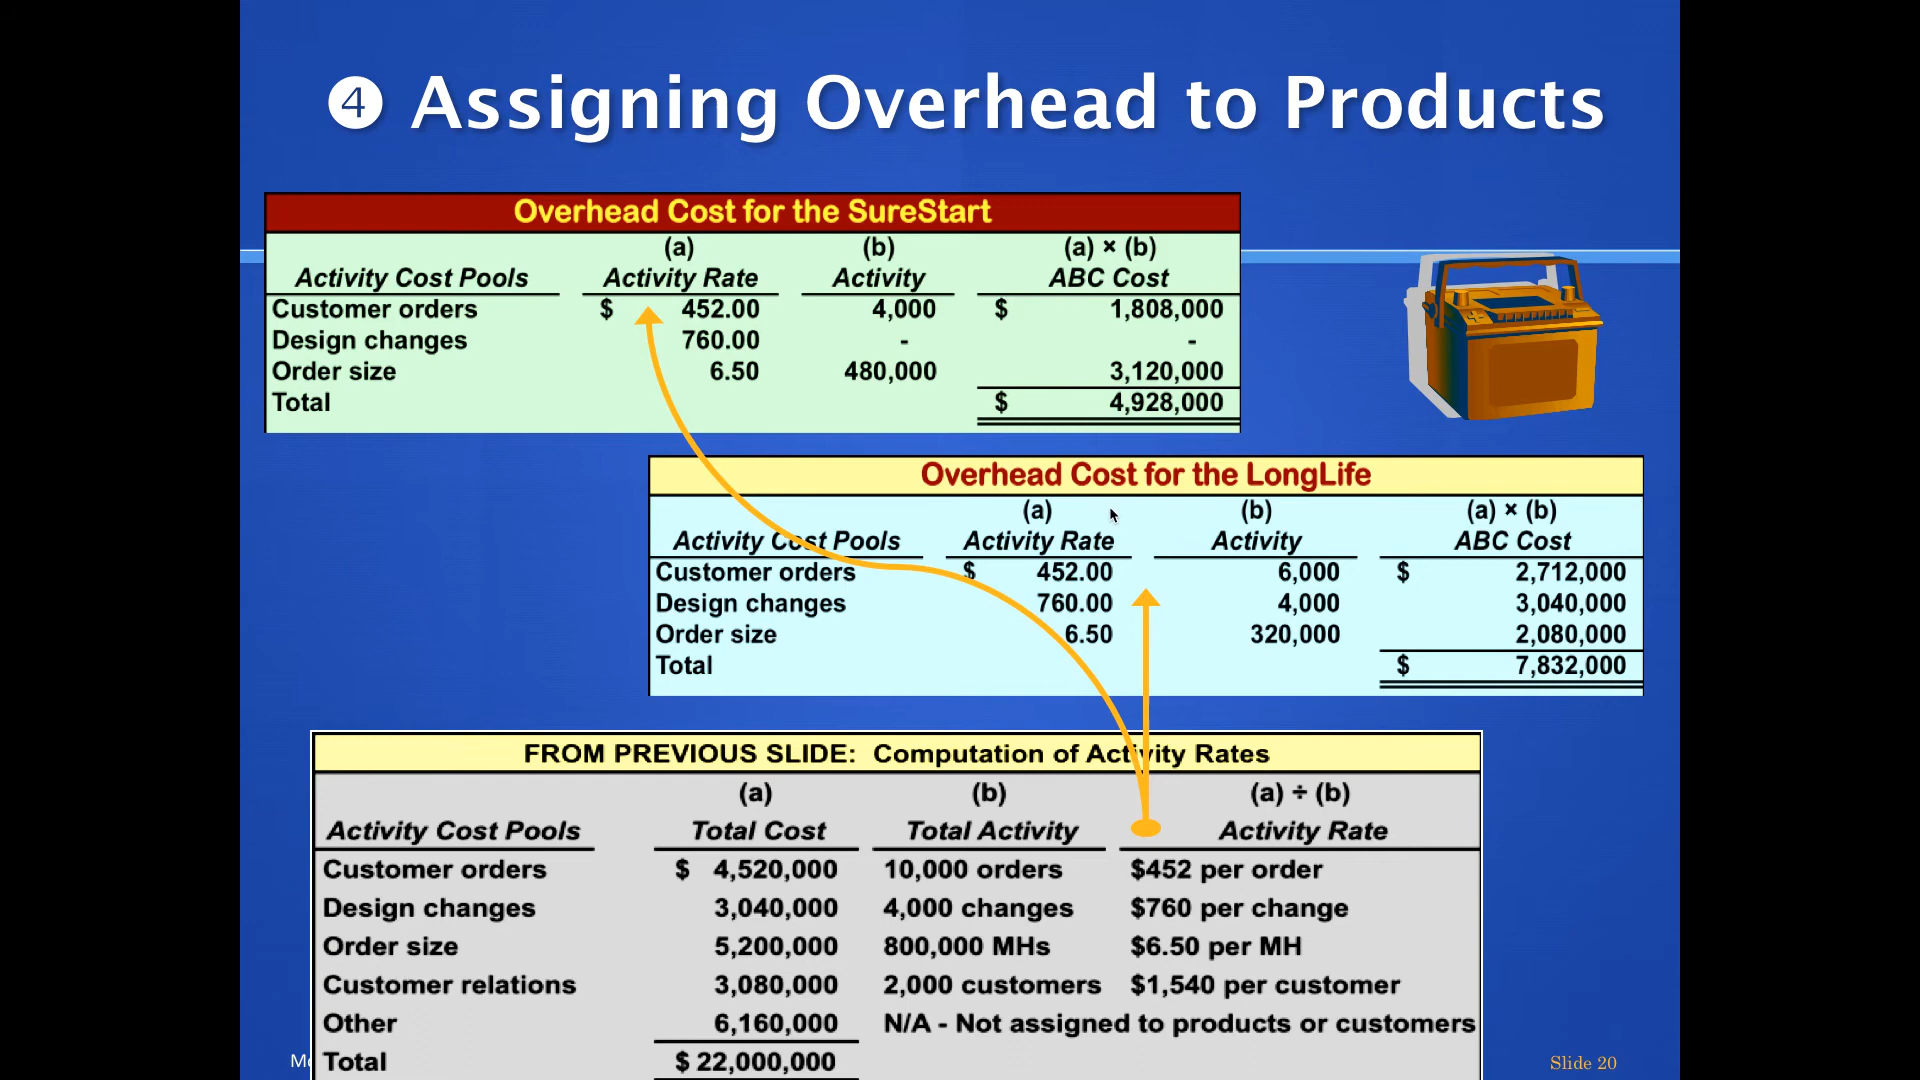 ❹ Assigning Overhead to Products
Overhead Cost for the SureStart
(a) (b) (a) × (b)
Activity Cost Pools Activity Rate Activity ABC Cost
Customer orders $ 452.00 4,000 $ 1,808,000
Design changes 760.00 - -
Order size 6.50 480,000 3,120,000
Total $ 4,928,000
Overhead Cost for the LongLife
(a) (b) (a) × (b)
Activity Cost Pools Activity Rate Activity ABC Cost
Customer orders $ 452.00 6,000 $ 2,712,000
Design changes 760.00 4,000 3,040,000
Order size 6.50 320,000 2,080,000
Total $ 7,832,000
FROM PREVIOUS SLIDE: Computation of Activity Rates
(a) (b) (a) ÷ (b)
Activity Cost Pools Total Cost Total Activity Activity Rate
Customer orders $ 4,520,000 10,000 orders $452 per order
Design changes 3,040,000 4,000 changes $760 per change
Order size 5,200,000 800,000 MHs $6.50 per MH
Customer relations 3,080,000 2,000 customers $1,540 per customer
Other 6,160,000 N/A - Not assigned to products or customers
Total $ 22,000,000
Slide 20